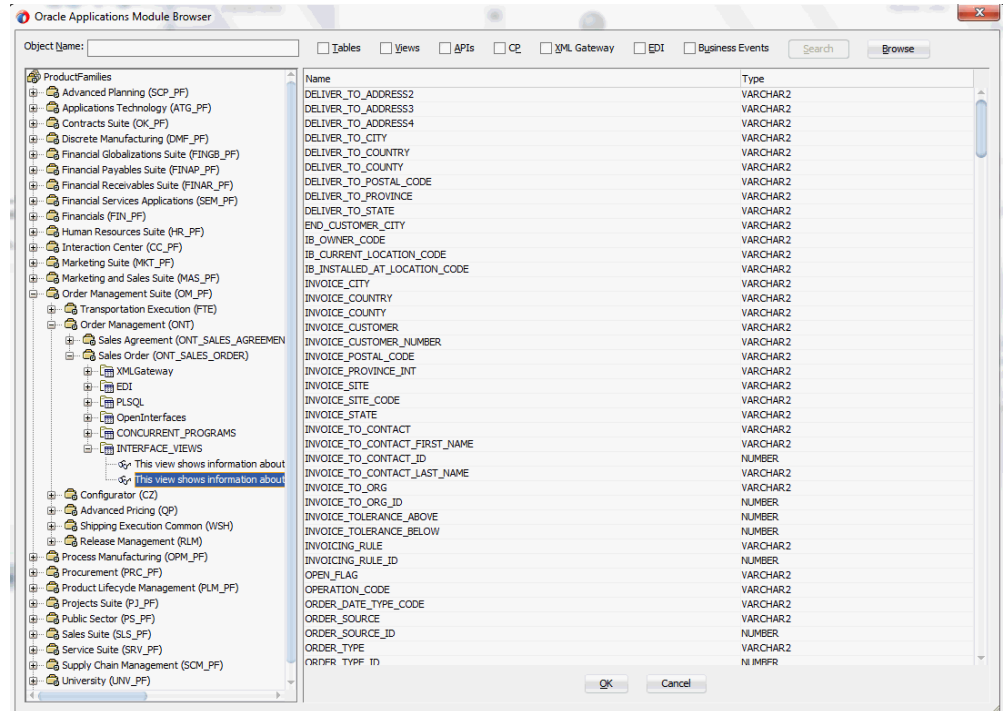 Oracle Applications Module Browser
Object Name:
Tables Views APIs CP XML Gateway EDI Business Events Search Browse
ProductFamilies
Advanced Planning (SCP_PF)
Applications Technology (ATG_PF)
Contracts Suite (OK_PF)
Discrete Manufacturing (DMF_PF)
Financial Globalizations Suite (FINGB_PF)
Financial Payables Suite (FINAP_PF)
Financial Receivables Suite (FINAR_PF)
Financial Services Applications (SEM_PF)
Financials (FIN_PF)
Human Resources Suite (HR_PF)
Interaction Center (CC_PF)
Marketing Suite (MKT_PF)
Marketing and Sales Suite (MAS_PF)
Order Management Suite (OM_PF)
Transportation Execution (FTE)
Order Management (ONT)
Sales Agreement (ONT_SALES_AGREEMEN
Sales Order (ONT_SALES_ORDER)
XMLGateway
EDI
PLSQL
OpenInterfaces
CONCURRENT_PROGRAMS
INTERFACE_VIEWS
This view shows information about
This view shows information about
Configurator (CZ)
Advanced Pricing (QP)
Shipping Execution Common (WSH)
Release Management (RLM)
Process Manufacturing (OPM_PF)
Procurement (PRC_PF)
Product Lifecycle Management (PLM_PF)
Projects Suite (PJ_PF)
Public Sector (PS_PF)
Sales Suite (SLS_PF)
Service Suite (SRV_PF)
Supply Chain Management (SCM_PF)
University (UNV_PF)
Name Type
DELIVER_TO_ADDRESS2 VARCHAR2
DELIVER_TO_ADDRESS3 VARCHAR2
DELIVER_TO_ADDRESS4 VARCHAR2
DELIVER_TO_CITY VARCHAR2
DELIVER_TO_COUNTRY VARCHAR2
DELIVER_TO_COUNTY VARCHAR2
DELIVER_TO_POSTAL_CODE VARCHAR2
DELIVER_TO_PROVINCE VARCHAR2
DELIVER_TO_STATE VARCHAR2
END_CUSTOMER_CITY VARCHAR2
IB_OWNER_CODE VARCHAR2
IB_CURRENT_LOCATION_CODE VARCHAR2
IB_INSTALLED_AT_LOCATION_CODE VARCHAR2
INVOICE_CITY VARCHAR2
INVOICE_COUNTRY VARCHAR2
INVOICE_COUNTY VARCHAR2
INVOICE_CUSTOMER VARCHAR2
INVOICE_CUSTOMER_NUMBER VARCHAR2
INVOICE_POSTAL_CODE VARCHAR2
INVOICE_PROVINCE_INT VARCHAR2
INVOICE_SITE VARCHAR2
INVOICE_SITE_CODE VARCHAR2
INVOICE_STATE VARCHAR2
INVOICE_TO_CONTACT VARCHAR2
INVOICE_TO_CONTACT_FIRST_NAME VARCHAR2
INVOICE_TO_CONTACT_ID NUMBER
INVOICE_TO_CONTACT_LAST_NAME VARCHAR2
INVOICE_TO_ORG VARCHAR2
INVOICE_TO_ORG_ID NUMBER
INVOICE_TOLERANCE_ABOVE NUMBER
INVOICE_TOLERANCE_BELOW NUMBER
INVOICING_RULE VARCHAR2
INVOICING_RULE_ID NUMBER
OPEN_FLAG VARCHAR2
OPERATION_CODE VARCHAR2
ORDER_DATE_TYPE_CODE VARCHAR2
ORDER_SOURCE VARCHAR2
ORDER_SOURCE_ID NUMBER
ORDER_TYPE VARCHAR2
ORDER_TYPE_ID NUMBER
OK Cancel